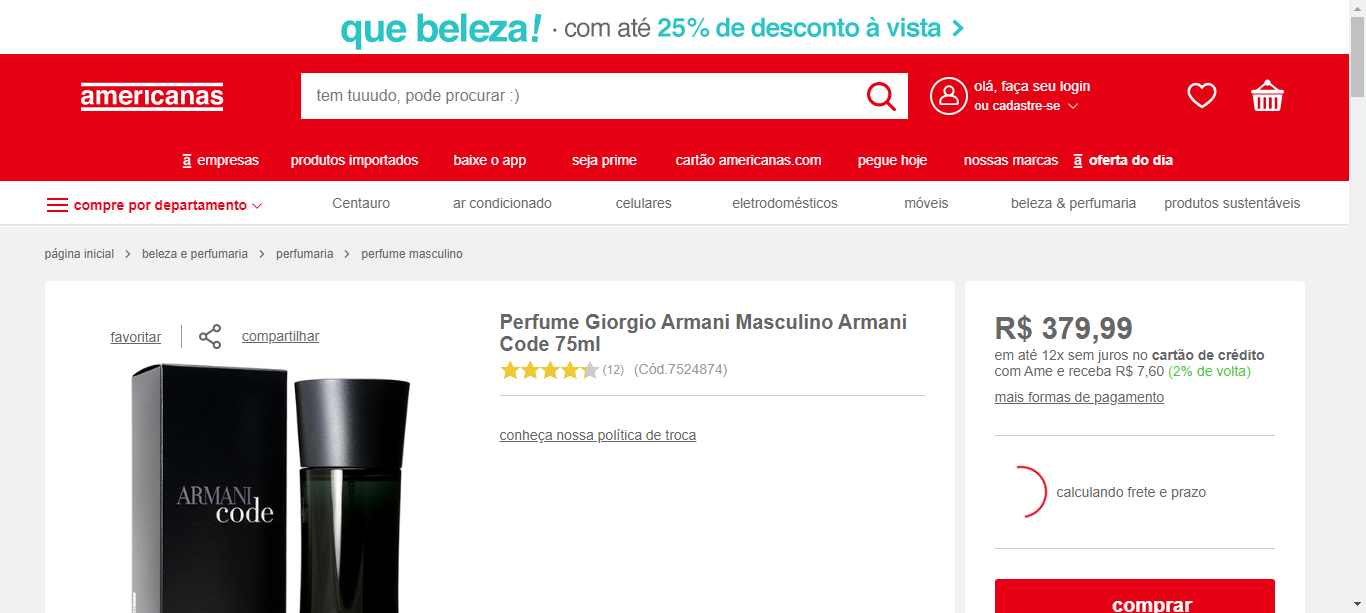 que beleza! · com até 25% de desconto à vista
americanas
tem tuuudo, pode procurar :)
olá, faça seu login
ou cadastre-se
a empresas produtos importados baixe o app seja prime cartão americanas.com pegue hoje nossas marcas a oferta do dia
compre por departamento Centauro ar condicionado celulares eletrodomésticos móveis beleza & perfumaria produtos sustentáveis
página inicial > beleza e perfumaria > perfumaria > perfume masculino
favoritar compartilhar
ARMANI
code
Perfume Giorgio Armani Masculino Armani
Code 75ml
(12) (Cód.7524874)
conheça nossa política de troca
R$ 379,99
em até 12x sem juros no cartão de crédito
com Ame e receba R$ 7,60 (2% de volta)
mais formas de pagamento
calculando frete e prazo
comprar